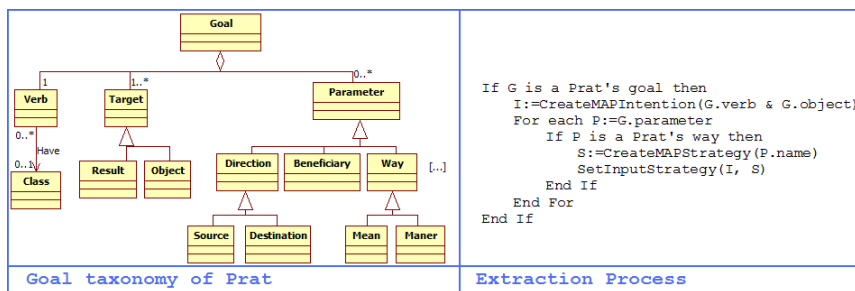 Goal
1
1..*
0..*
Verb
Target
Parameter
0..*
Have
0..1
Class
Result
Object
Direction
Beneficiary
Way
[...]
Source
Destination
Mean
Maner
Goal taxonomy of Prat
If G is a Prat's goal then
I:=CreateMAPIntention(G.verb & G.object)
For each P:=G.parameter
If P is a Prat's way then
S:=CreateMAPStrategy(P.name)
SetInputStrategy(I, S)
End If
End For
End If
Extraction Process